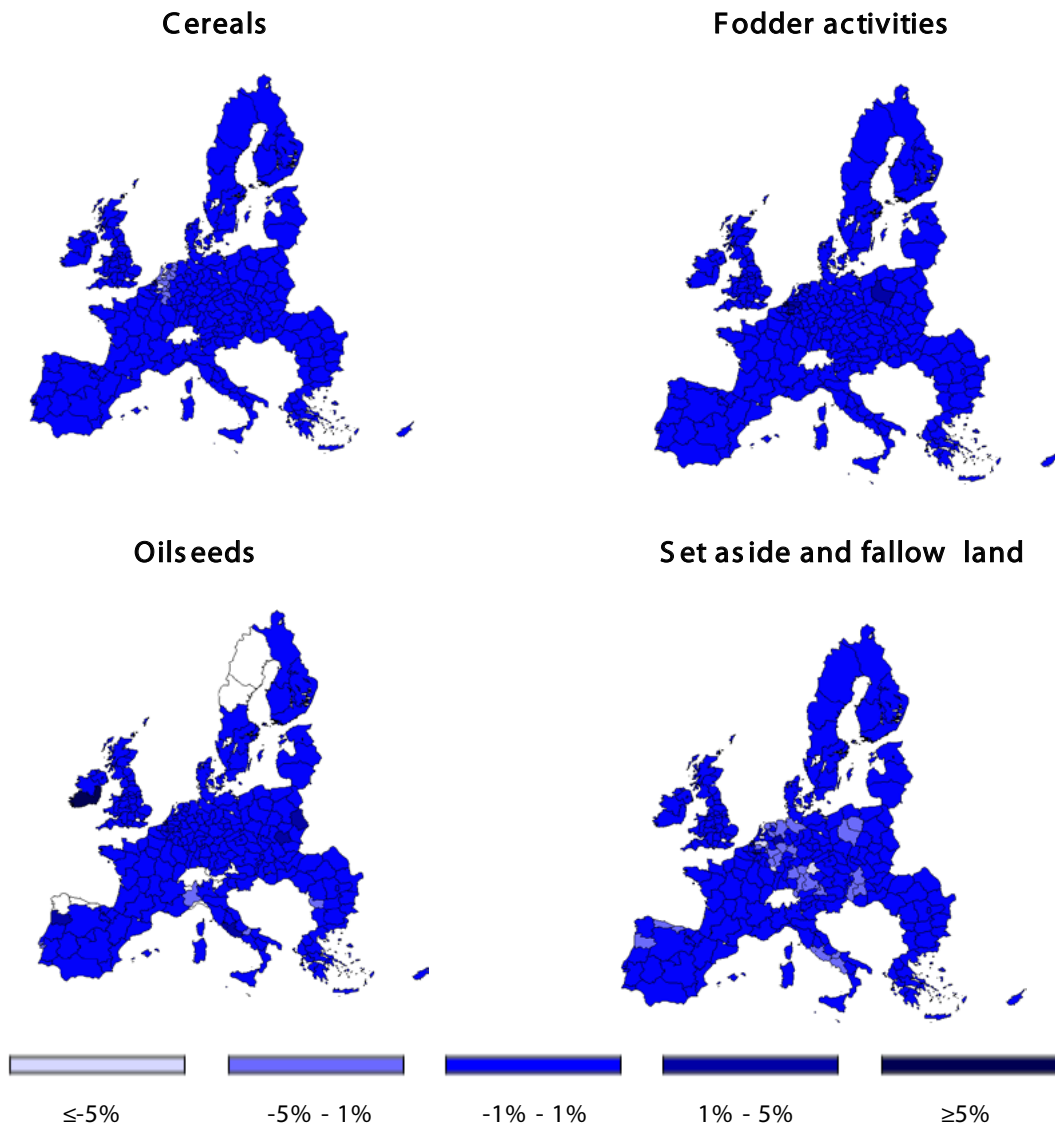 Cereals
Fodder activities
Oilseeds
Set aside and fallow land
≤-5%
-5% - 1%
-1% - 1%
1% - 5%
≥5%